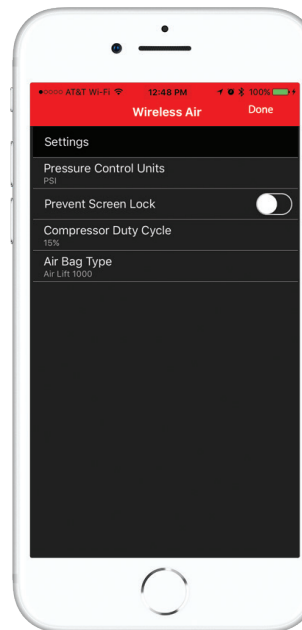 AT&T Wi-Fi 12:48 PM 100%
Wireless Air Done
Settings
Pressure Control Units
PSI
Prevent Screen Lock
Compressor Duty Cycle
15%
Air Bag Type
Air Lift 1000